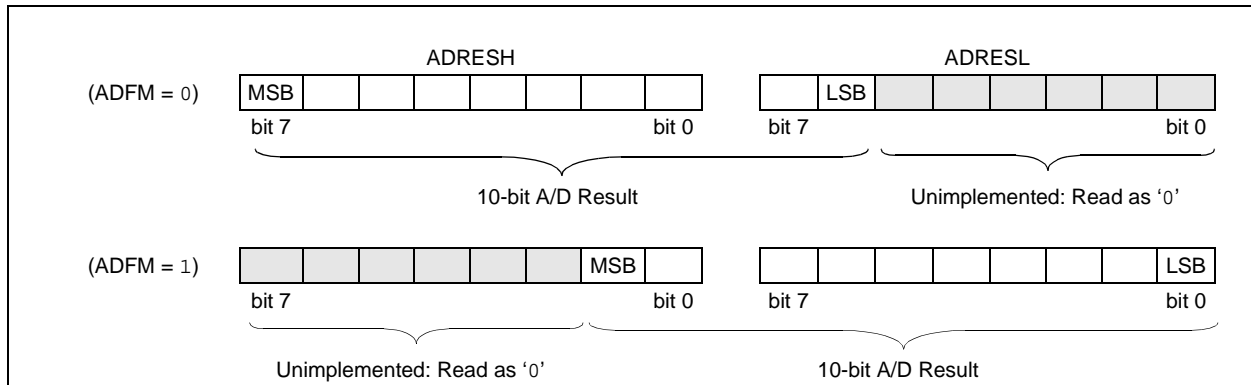 ADRESH ADRESL
(ADFM = 0) MSB LSB
bit 7 bit 0 bit 7 bit 0
10-bit A/D Result Unimplemented: Read as ‘0’
(ADFM = 1) MSB LSB
bit 7 bit 0 bit 7 bit 0
Unimplemented: Read as ‘0’ 10-bit A/D Result